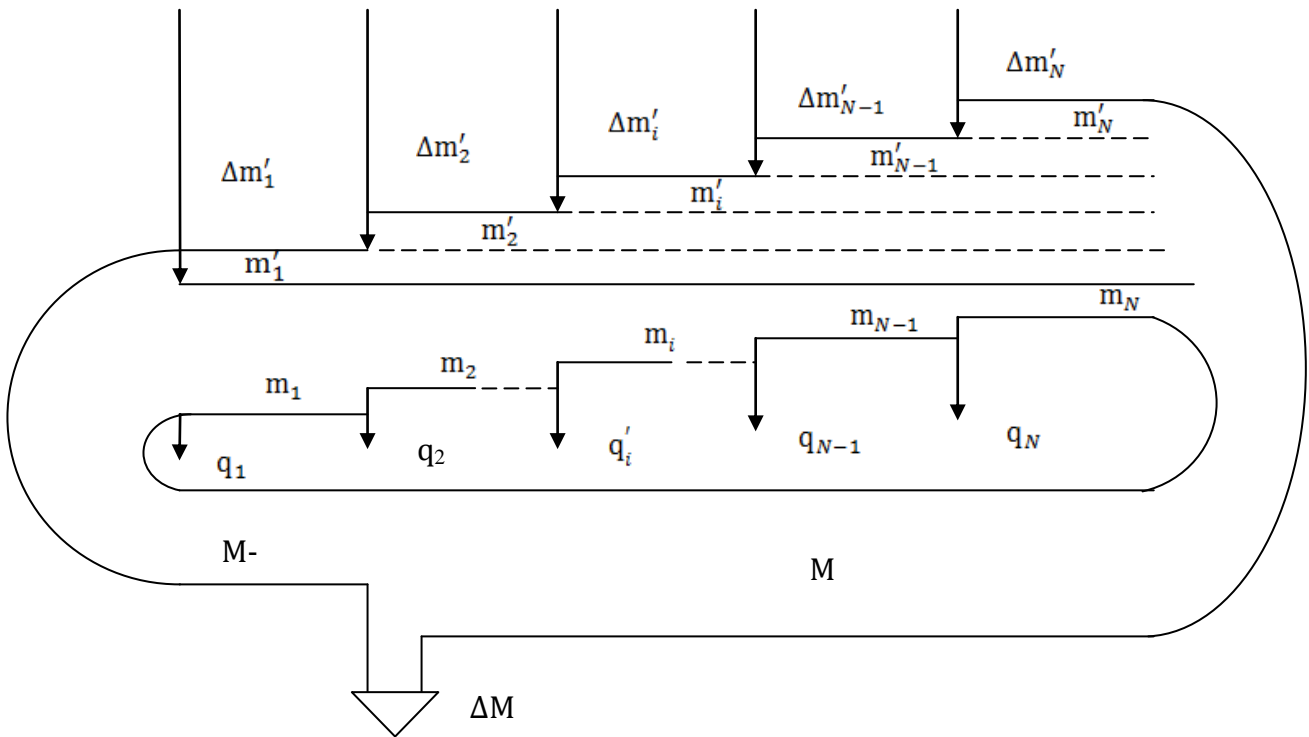 Δm′_N
Δm′_{N−1}
m′_N
Δm′_i
Δm′_2
m′_{N−1}
Δm′_1
m′_i
m′_2
m′_1
m_N
m_{N−1}
m_i
m_2
m_1
q_1
q_2
q′_i
q_{N−1}
q_N
M-
M
ΔM